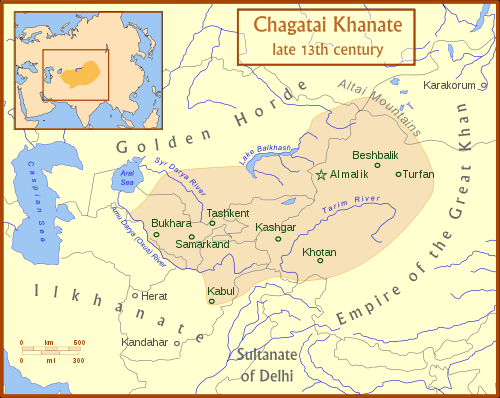 Chagatai Khanate
late 13th century
Golden Horde
Altai Mountains
Karakorum
Empire of the Great Khan
Lake Balkhash
Beshbalik
Almalik
Turfan
Syr Darya River
Aral
Sea
Caspian Sea
Tarim River
Amu Darya (Oxus) River
Tashkent
Bukhara
Samarkand
Kashgar
Khotan
Kabul
Ilkhanate
Herat
Kandahar
Sultanate
of Delhi
0 km 500
0 mi 300